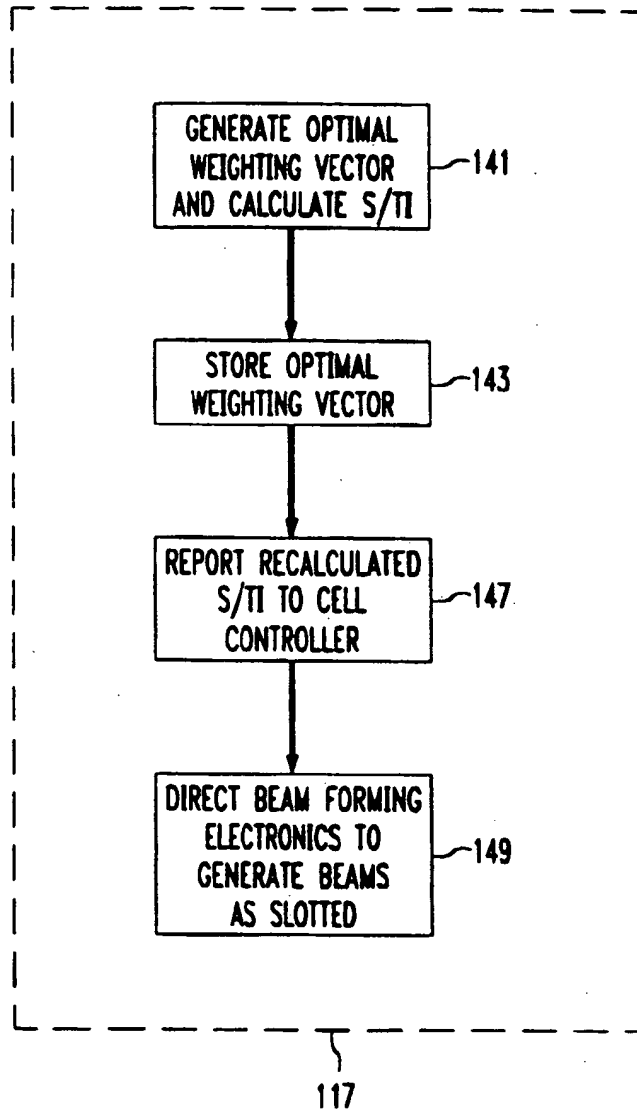 GENERATE OPTIMAL
WEIGHTING VECTOR
AND CALCULATE S/TI
141
STORE OPTIMAL
WEIGHTING VECTOR
143
REPORT RECALCULATED
S/TI TO CELL
CONTROLLER
147
DIRECT BEAM FORMING
ELECTRONICS TO
GENERATE BEAMS
AS SLOTTED
149
117